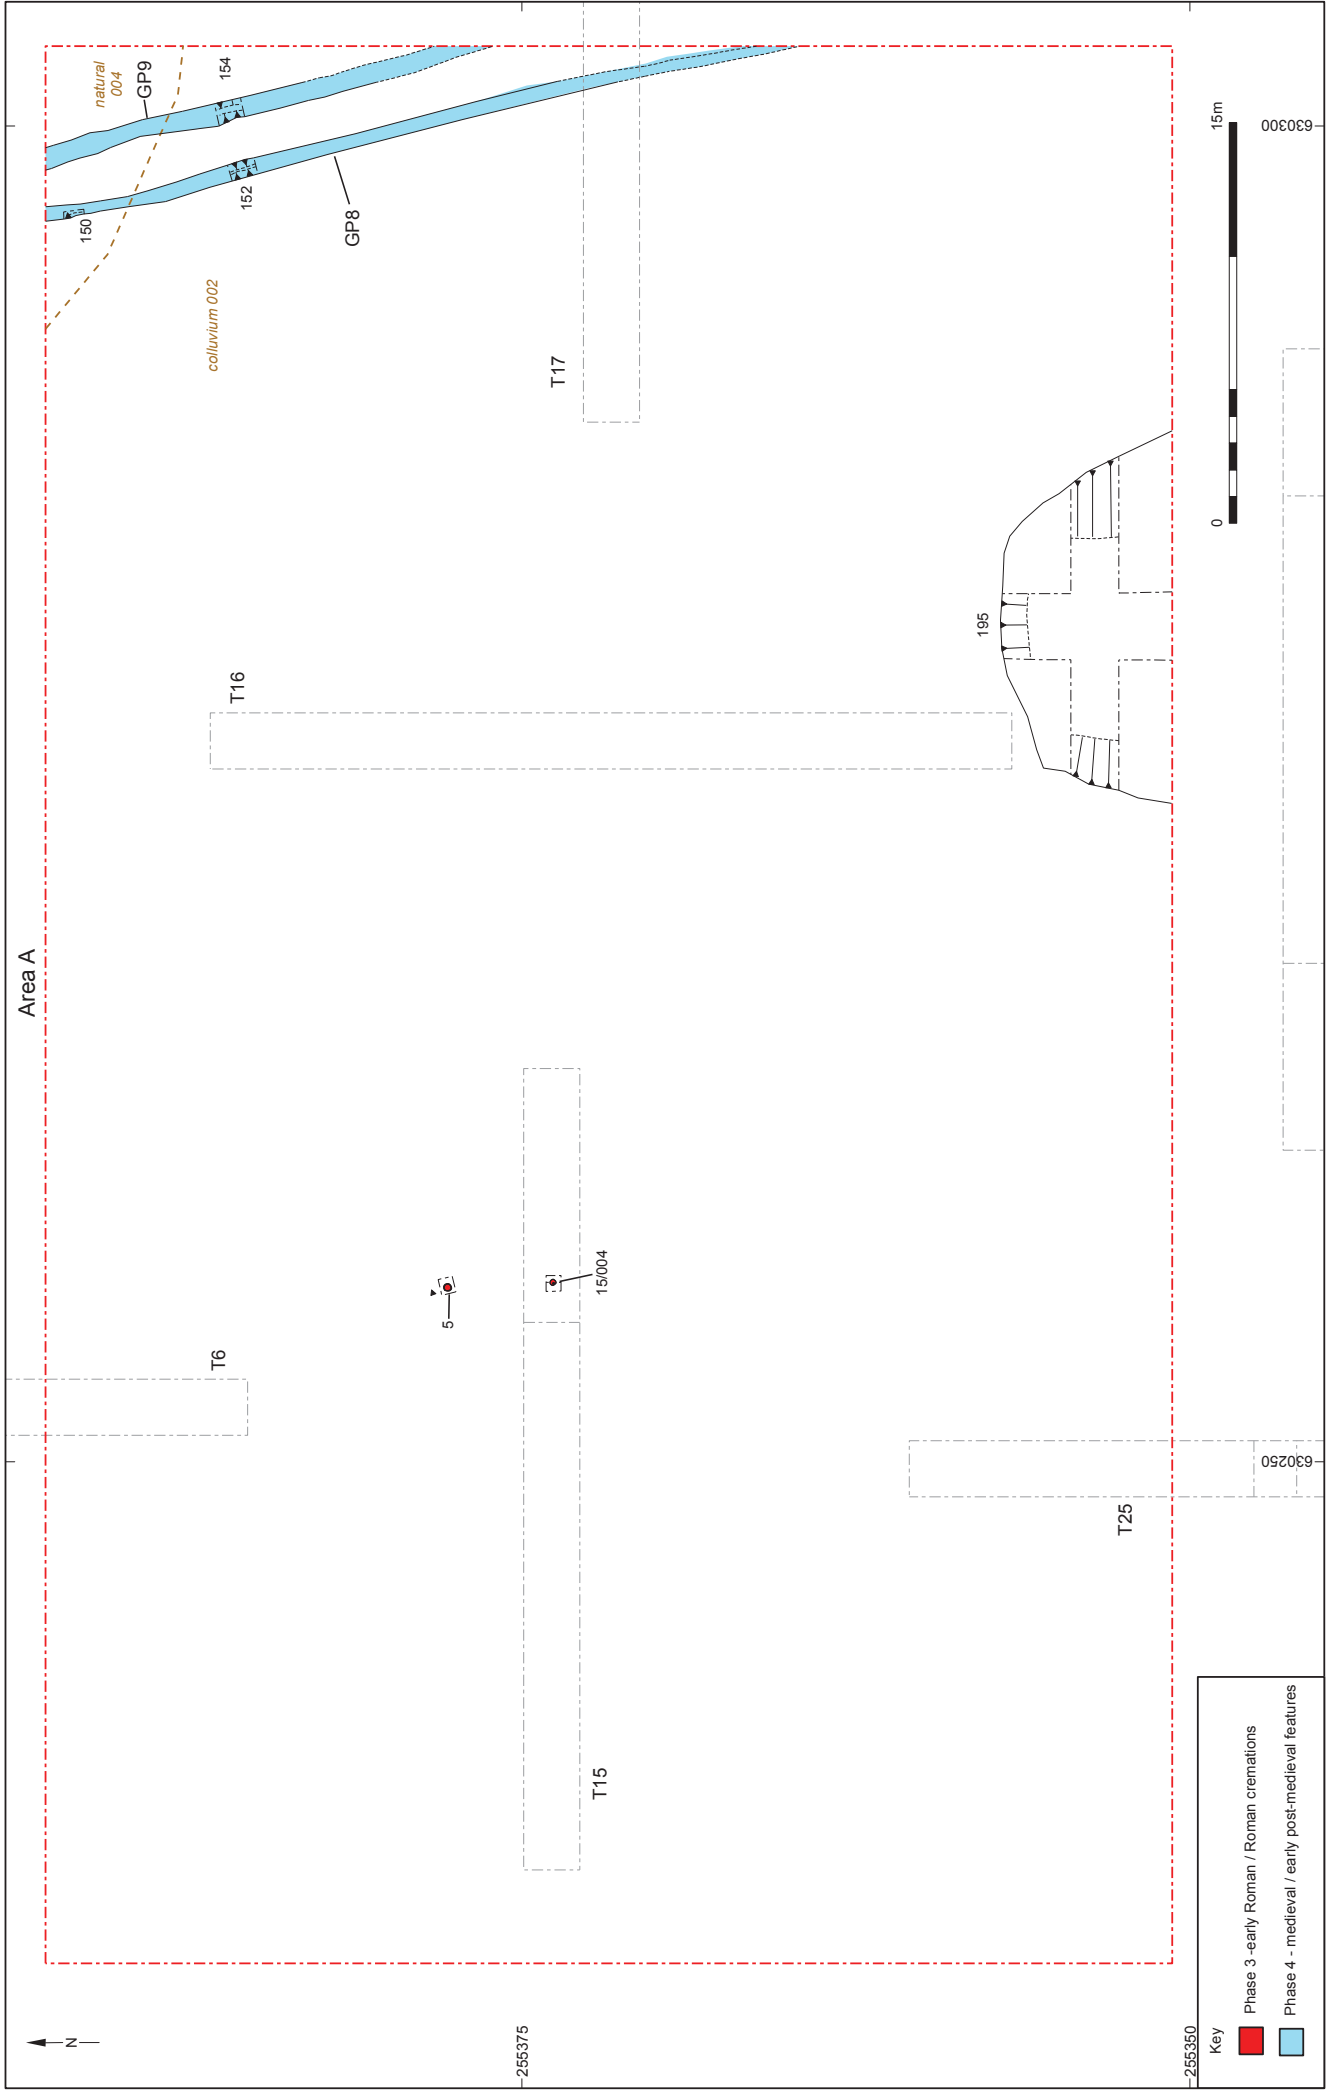 Area A
N
natural
004
GP9
154
150
152
GP8
colluvium 002
T17
T16
195
T6
5
15/004
T15
T25
255375
255350
630250
630300
0
15m
Key
Phase 3 -early Roman / Roman cremations
Phase 4 - medieval / early post-medieval features